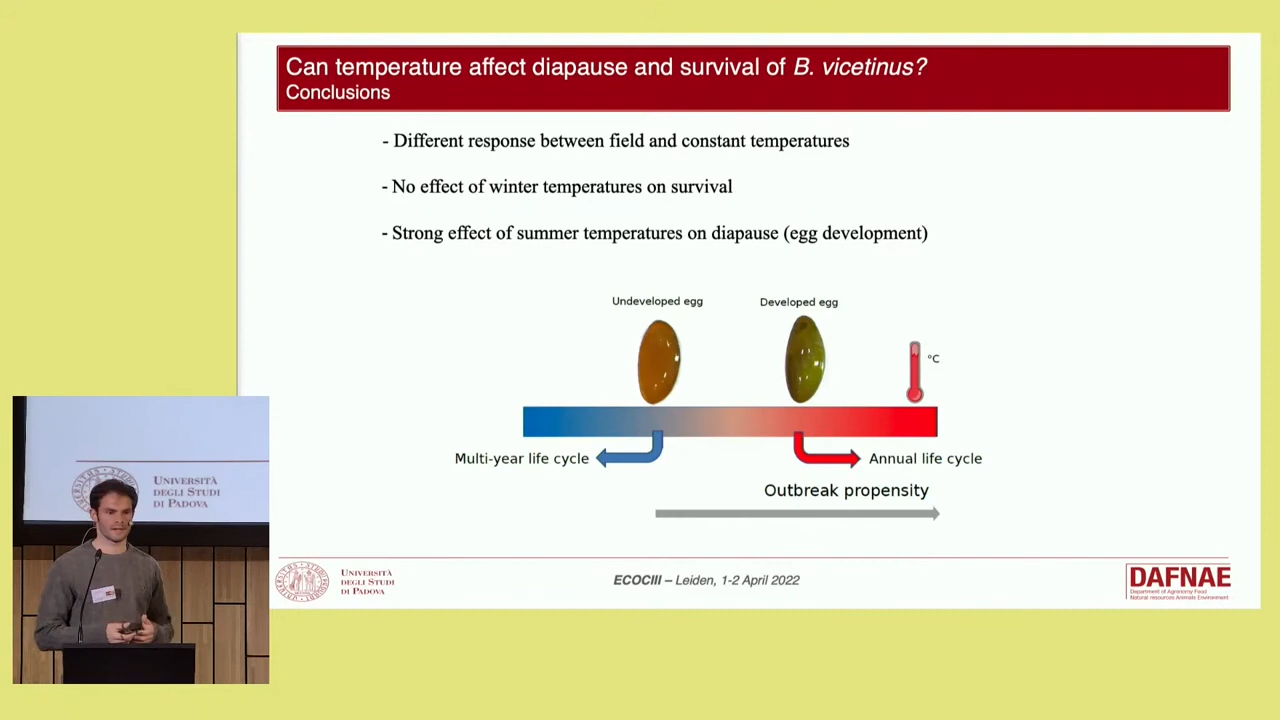 Can temperature affect diapause and survival of B. vicetinus?
Conclusions
- Different response between field and constant temperatures
- No effect of winter temperatures on survival
- Strong effect of summer temperatures on diapause (egg development)
Undeveloped egg
Developed egg
°C
Multi-year life cycle
Annual life cycle
Outbreak propensity
UNIVERSITÀ
DEGLI STUDI
DI PADOVA
UNIVERSITÀ
DEGLI STUDI
DI PADOVA
ECOCIII – Leiden, 1-2 April 2022
DAFNAE
Department of Agronomy Food
Natural resources Animals Environment